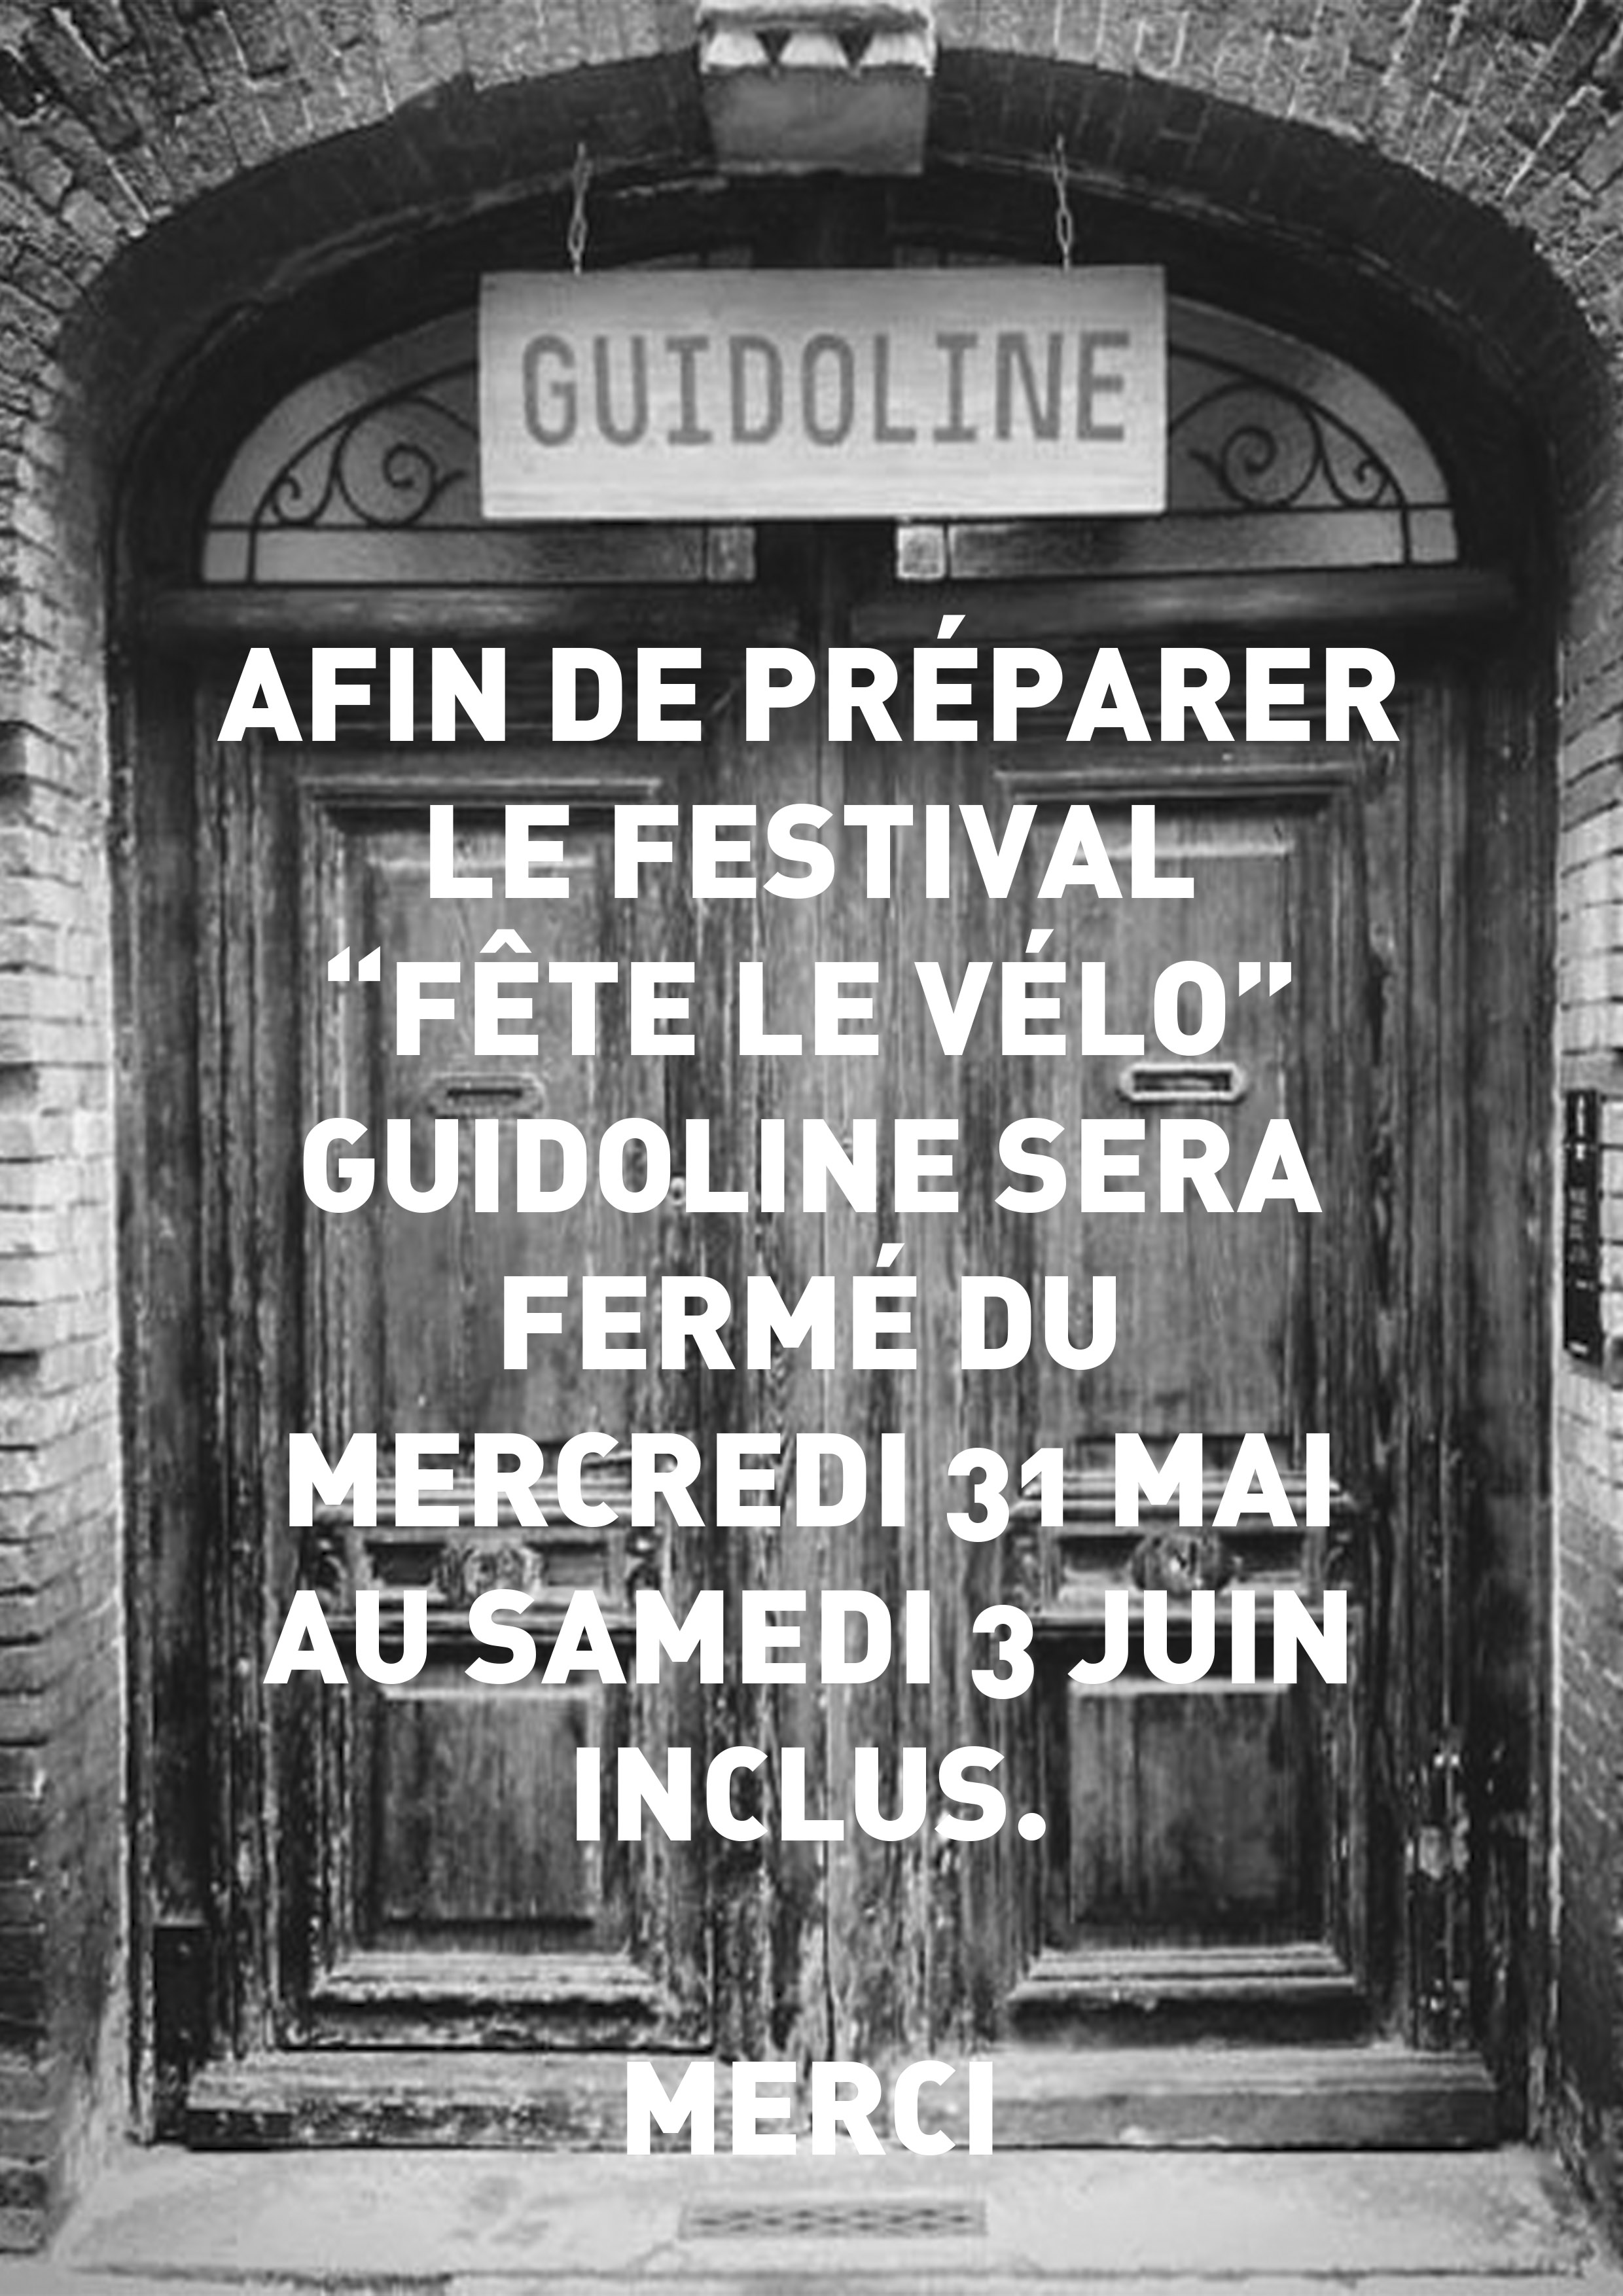 GUIDOLINE
AFIN DE PRÉPARER
LE FESTIVAL
“FÊTE LE VÉLO”
GUIDOLINE SERA
FERMÉ DU
MERCREDI 31 MAI
AU SAMEDI 3 JUIN
INCLUS.
MERCI